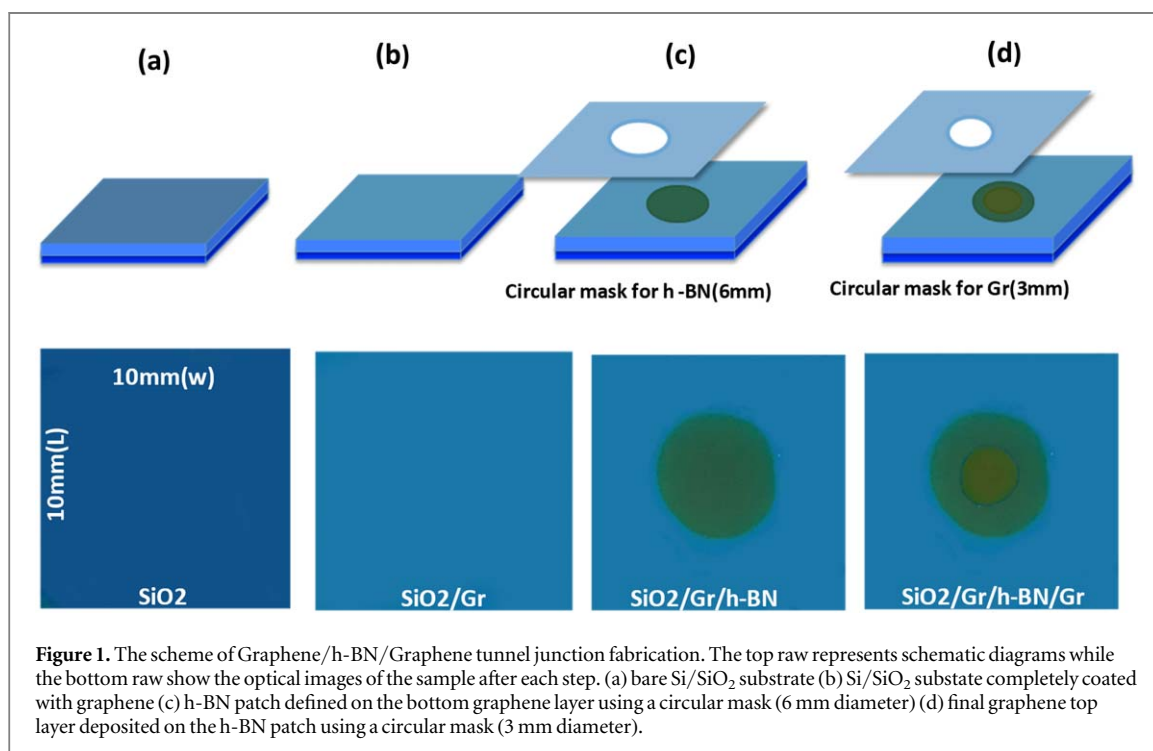 (a)
(b)
(c)
(d)
Circular mask for h -BN(6mm)
Circular mask for Gr(3mm)
10mm(w)
10mm(L)
SiO2
SiO2/Gr
SiO2/Gr/h-BN
SiO2/Gr/h-BN/Gr
Figure 1. The scheme of Graphene/h-BN/Graphene tunnel junction fabrication. The top raw represents schematic diagrams while
the bottom raw show the optical images of the sample after each step. (a) bare Si/SiO₂ substrate (b) Si/SiO₂ substate completely coated
with graphene (c) h-BN patch defined on the bottom graphene layer using a circular mask (6 mm diameter) (d) final graphene top
layer deposited on the h-BN patch using a circular mask (3 mm diameter).